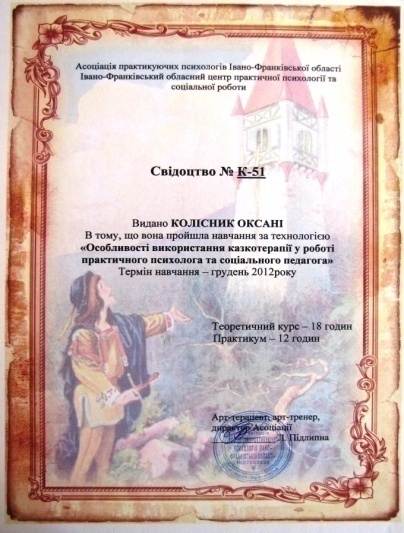 Асоціація практикуючих психологів Івано-Франківської області
Івано-Франківський обласний центр практичної психології та
соціальної роботи
Свідоцтво № К-51
Видано КОЛІСНИК ОКСАНІ
В тому, що вона пройшла навчання за технологією
«Особливості використання казкотерапії у роботі
практичного психолога та соціального педагога»
Термін навчання – грудень 2012року
Теоретичний курс – 18 годин
Практикум – 12 годин
Арт-терапевт, арт-тренер,
директор Асоціації
Л. Підлипна